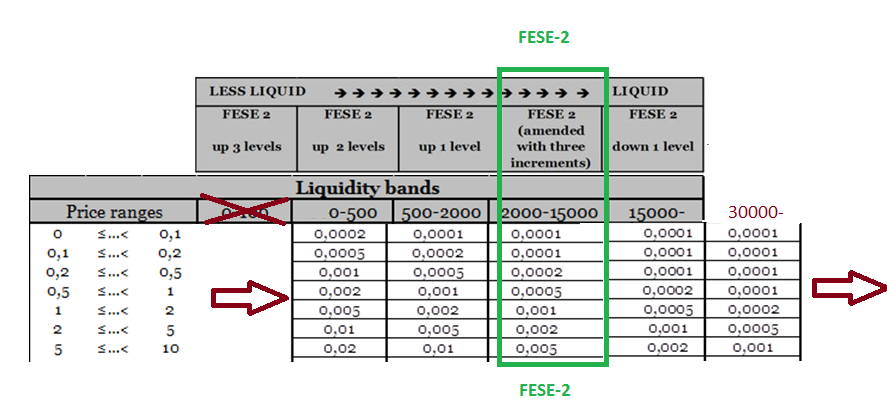 FESE-2
LESS LIQUID ➔ ➔ ➔ ➔ ➔ ➔ ➔ ➔ ➔ ➔ ➔ ➔ ➔ ➔ LIQUID
FESE 2 FESE 2 FESE 2 FESE 2 FESE 2
(amended
up 3 levels up 2 levels up 1 level with three down 1 level
increments)
Liquidity bands
Price ranges 0-100 0-500 500-2000 2000-15000 15000- 30000-
0 ≤...< 0,1 0,0002 0,0001 0,0001 0,0001 0,0001
0,1 ≤...< 0,2 0,0005 0,0002 0,0001 0,0001 0,0001
0,2 ≤...< 0,5 0,001 0,0005 0,0002 0,0001 0,0001
0,5 ≤...< 1 0,002 0,001 0,0005 0,0002 0,0001
1 ≤...< 2 0,005 0,002 0,001 0,0005 0,0002
2 ≤...< 5 0,01 0,005 0,002 0,001 0,0005
5 ≤...< 10 0,02 0,01 0,005 0,002 0,001
FESE-2